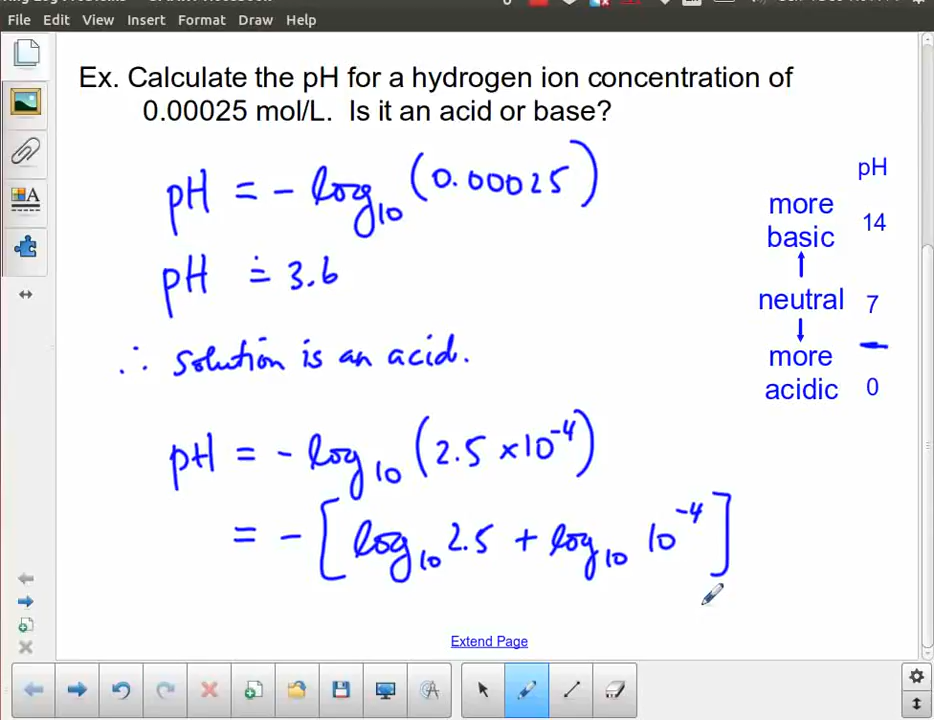 File Edit View Insert Format Draw Help
Ex. Calculate the pH for a hydrogen ion concentration of
0.00025 mol/L. Is it an acid or base?
pH = - log₁₀ (0.00025)
pH ≐ 3.6
∴ solution is an acid.
pH = - log₁₀ (2.5 × 10⁻⁴)
= - [log₁₀ 2.5 + log₁₀ 10⁻⁴]
pH
more
basic 14
neutral 7
more
acidic 0
Extend Page